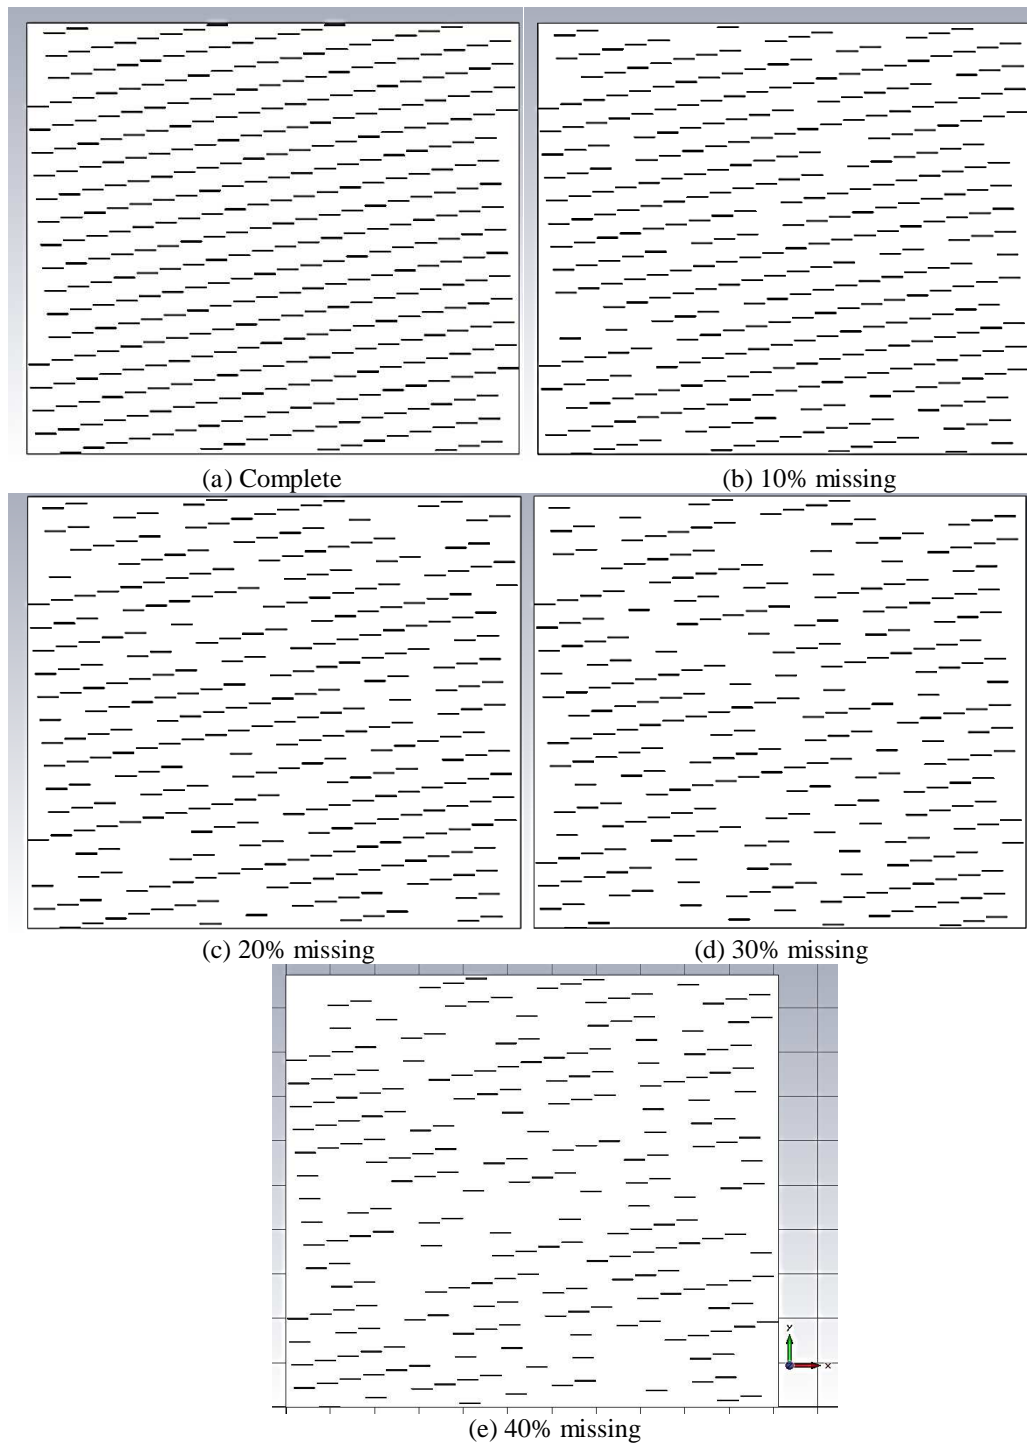 (a) Complete
(b) 10% missing
(c) 20% missing
(d) 30% missing
Y
x
(e) 40% missing